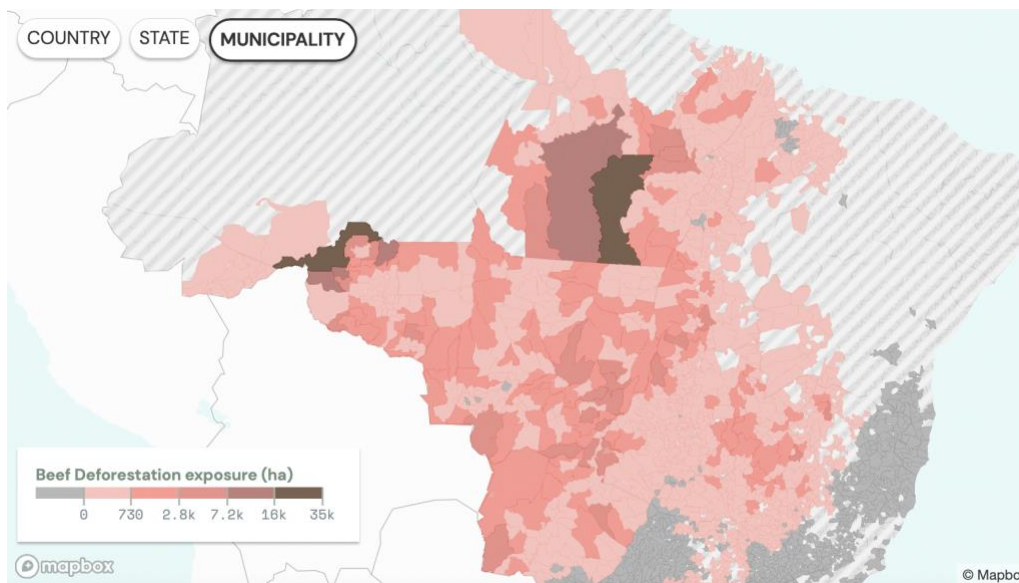 COUNTRY STATE MUNICIPALITY
Beef Deforestation exposure (ha)
0 730 2.8k 7.2k 16k 35k
mapbox
© Mapbo